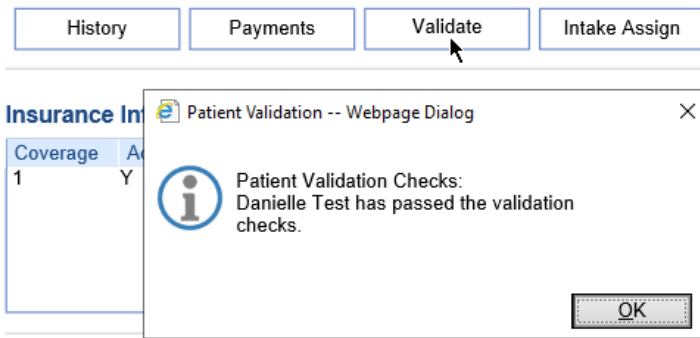 History Payments Validate Intake Assign
Patient Validation -- Webpage Dialog
Insurance In
Coverage A
1 Y
Patient Validation Checks:
Danielle Test has passed the validation
checks.
OK